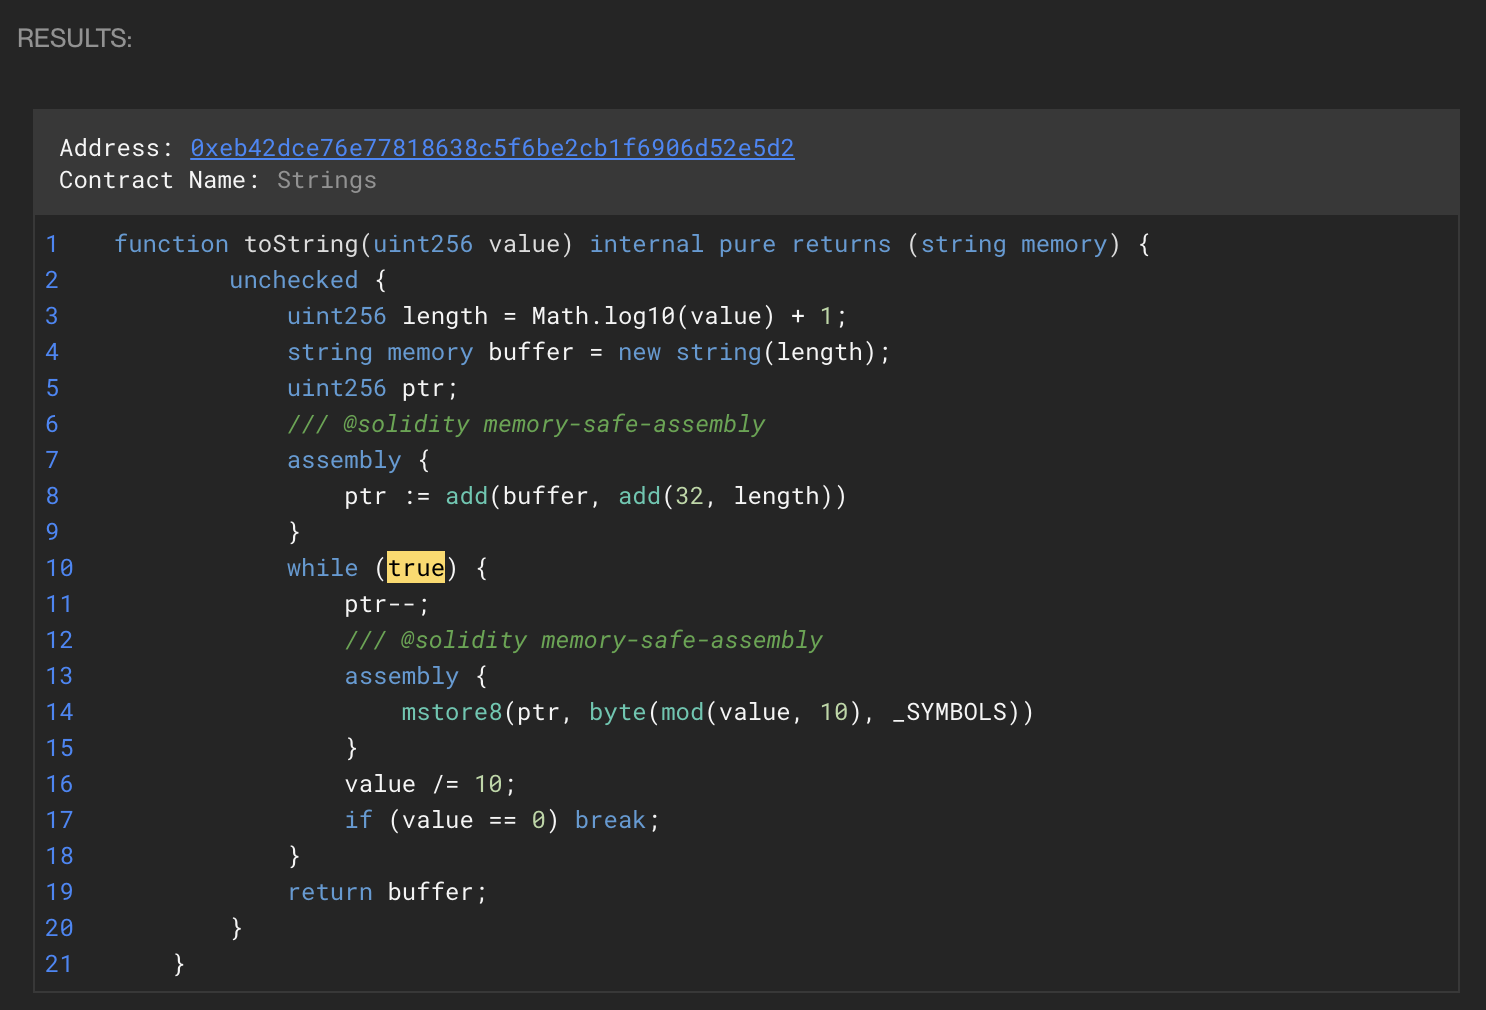 RESULTS:
Address: 0xeb42dce76e77818638c5f6be2cb1f6906d52e5d2
Contract Name: Strings
1 function toString(uint256 value) internal pure returns (string memory) {
2 unchecked {
3 uint256 length = Math.log10(value) + 1;
4 string memory buffer = new string(length);
5 uint256 ptr;
6 /// @solidity memory-safe-assembly
7 assembly {
8 ptr := add(buffer, add(32, length))
9 }
10 while (true) {
11 ptr--;
12 /// @solidity memory-safe-assembly
13 assembly {
14 mstore8(ptr, byte(mod(value, 10), _SYMBOLS))
15 }
16 value /= 10;
17 if (value == 0) break;
18 }
19 return buffer;
20 }
21 }